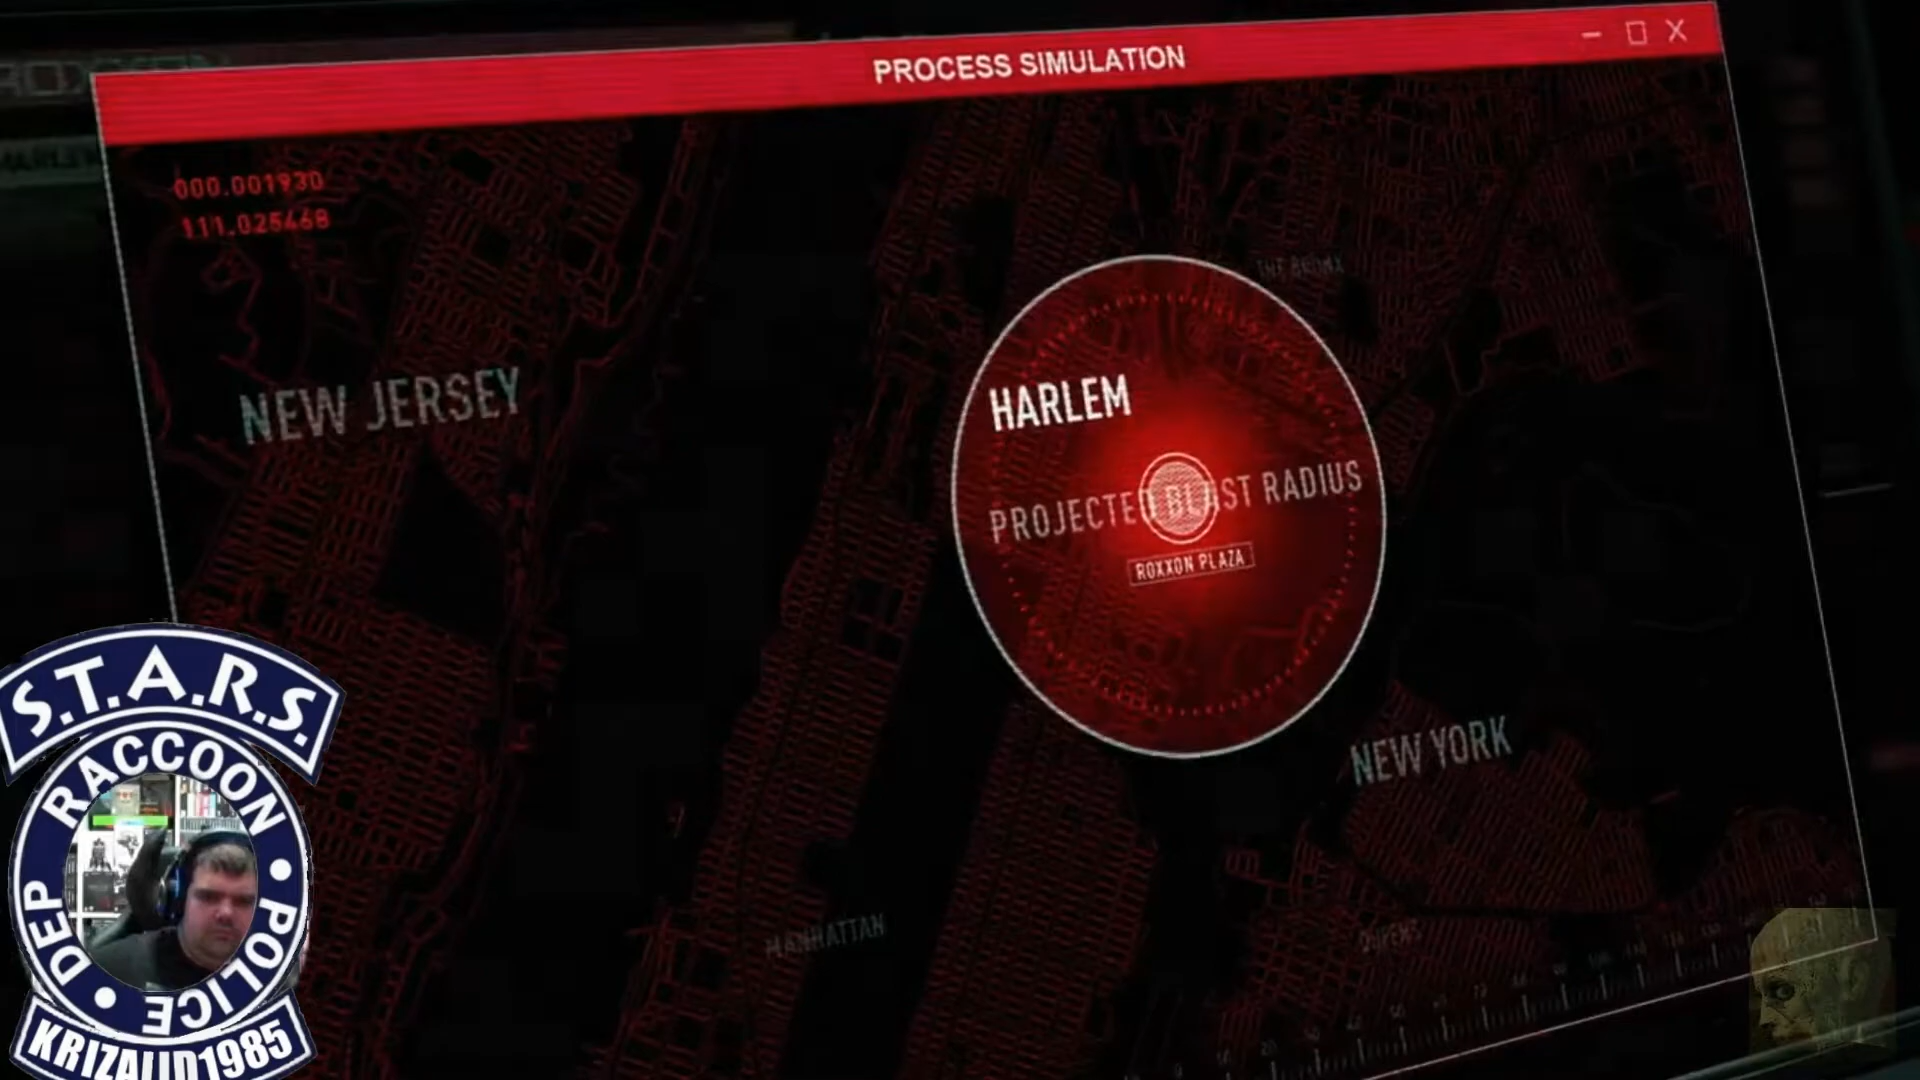 PROCESS SIMULATION
000.001930
111.025468
THE BRONX
NEW JERSEY
HARLEM
PROJECTED BLAST RADIUS
ROXXON PLAZA
NEW YORK
MANHATTAN
QUEENS
S.T.A.R.S.
RACCOON
POLICE
DEP
KRIZALID1985